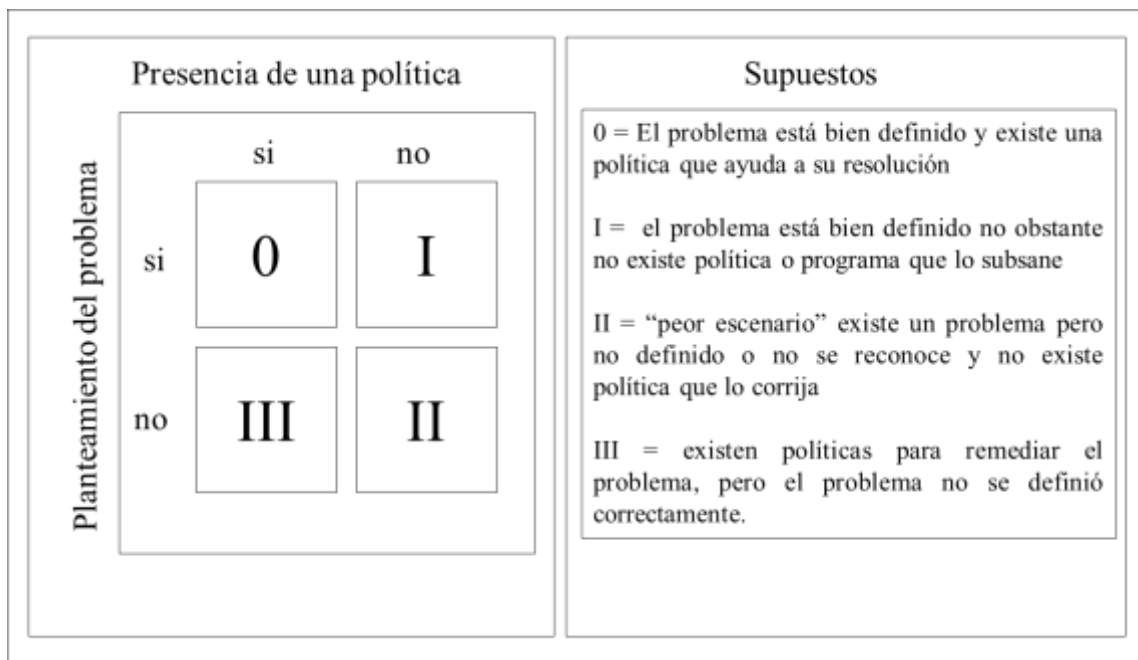 Presencia de una política
Planteamiento del problema
si no
si
0 I
no
III II
Supuestos
0 = El problema está bien definido y existe una
política que ayuda a su resolución
I = el problema está bien definido no obstante
no existe política o programa que lo subsane
II = “peor escenario” existe un problema pero
no definido o no se reconoce y no existe
política que lo corrija
III = existen políticas para remediar el
problema, pero el problema no se definió
correctamente.